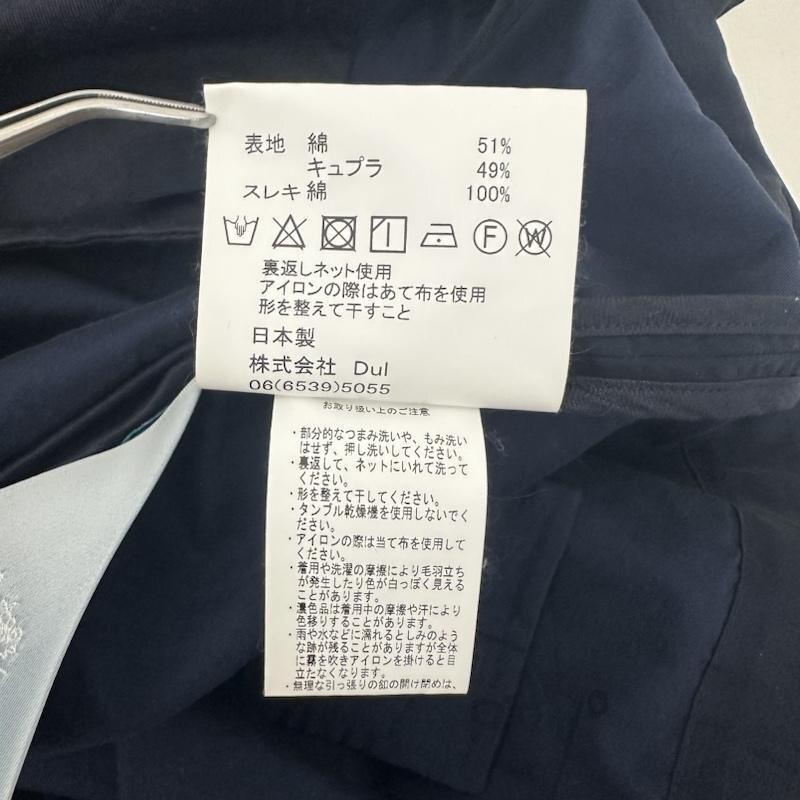 表地 綿 51%
キュプラ 49%
スレキ 綿 100%
F W
裏返しネット使用
アイロンの際はあて布を使用
形を整えて干すこと
日本製
株式会社 Dul
06(6539)5055
お取り扱い上のご注意
・部分的なつまみ洗いや、もみ洗い
はせず、押し洗いしてください。
・裏返して、ネットにいれて洗って
ください。
・形を整えて干してください。
・タンブル乾燥機を使用しないでく
ださい。
・アイロンの際は当て布を使用して
ください。
・着用や洗濯の摩擦により毛羽立ち
が発生したり色が白っぽく見える
ことがあります。
・濃色品は着用中の摩擦や汗により
色移りすることがあります。
・雨や水などに濡れるとしみのよう
な跡が残ることがありますが全体
に霧を吹きアイロンを掛けると目
立たなくなります。
・無理な引っ張りの釦の開け閉めは、